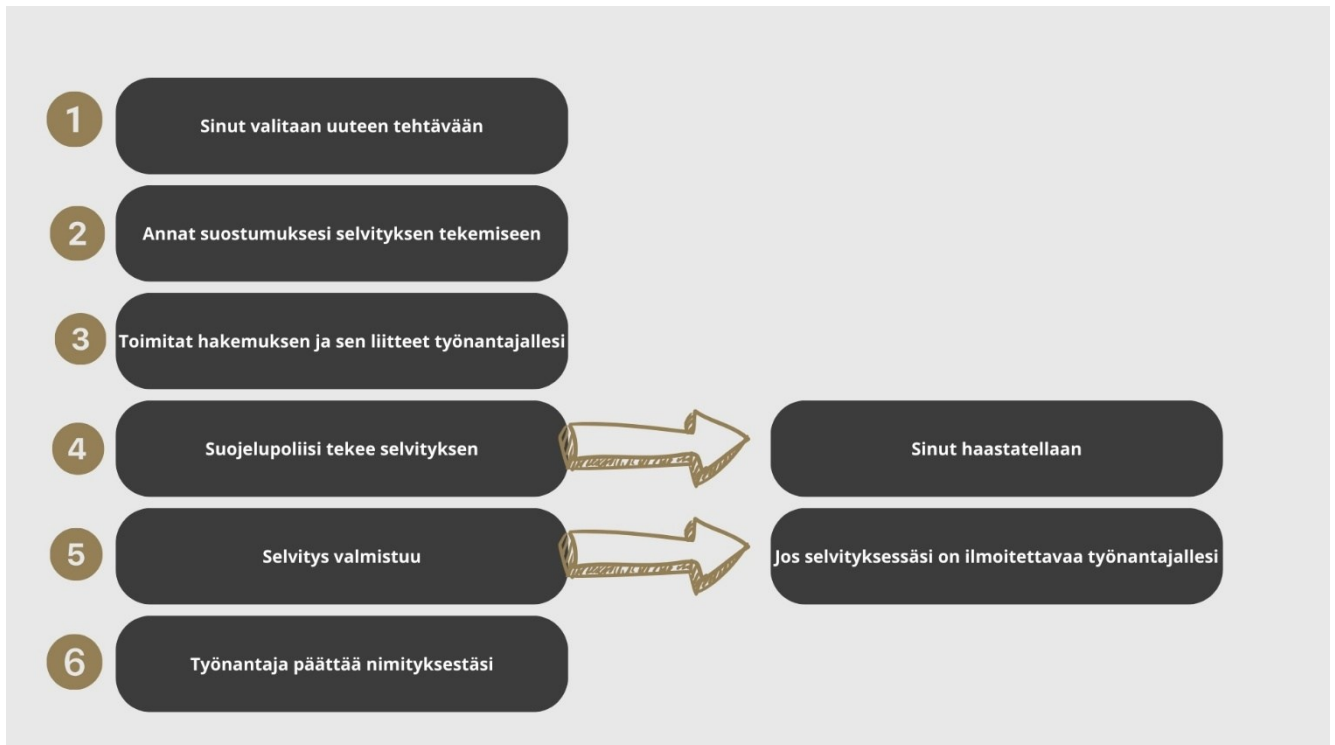 1
Sinut valitaan uuteen tehtävään
2
Annat suostumuksesi selvityksen tekemiseen
3
Toimitat hakemuksen ja sen liitteet työnantajallesi
4
Suojelupoliisi tekee selvityksen
Sinut haastatellaan
5
Selvitys valmistuu
Jos selvityksessäsi on ilmoitettavaa työnantajallesi
6
Työnantaja päättää nimityksestäsi